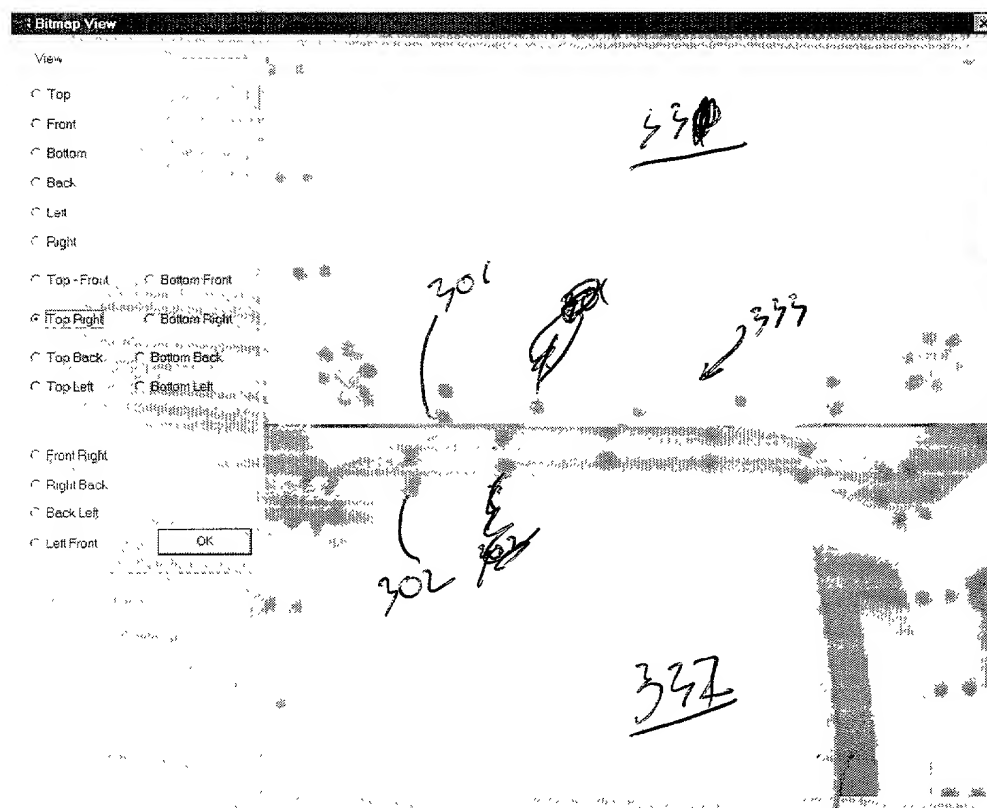 Bitmap View
View
Top
Front
Bottom
Back
Left
Right
Top - Front Bottom Front
Top Right Bottom Right
Top Back Bottom Back
Top Left Bottom Left
Front Right
Right Back
Back Left
Left Front OK
301
333
302